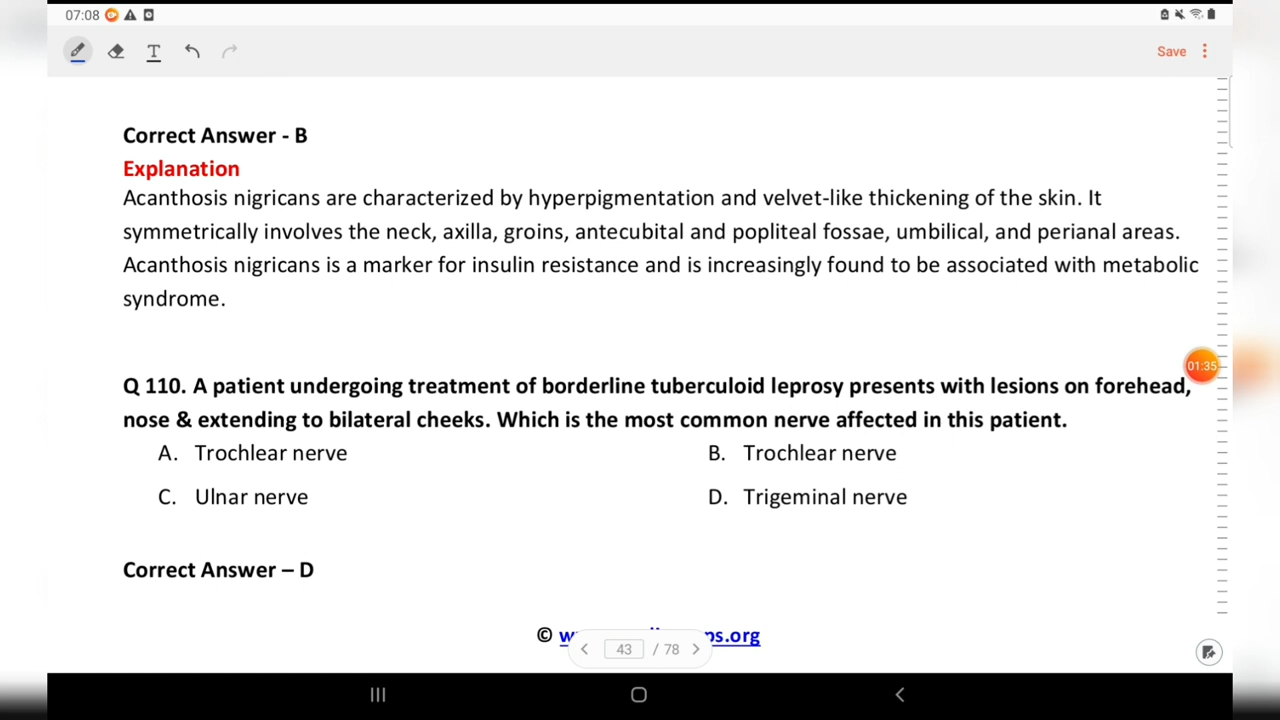 07:08
Save
Correct Answer - B
Explanation
Acanthosis nigricans are characterized by hyperpigmentation and velvet-like thickening of the skin. It
symmetrically involves the neck, axilla, groins, antecubital and popliteal fossae, umbilical, and perianal areas.
Acanthosis nigricans is a marker for insulin resistance and is increasingly found to be associated with metabolic
syndrome.
01:35
Q 110. A patient undergoing treatment of borderline tuberculoid leprosy presents with lesions on forehead,
nose & extending to bilateral cheeks. Which is the most common nerve affected in this patient.
A. Trochlear nerve B. Trochlear nerve
C. Ulnar nerve D. Trigeminal nerve
Correct Answer – D
© ps.org
43 / 78